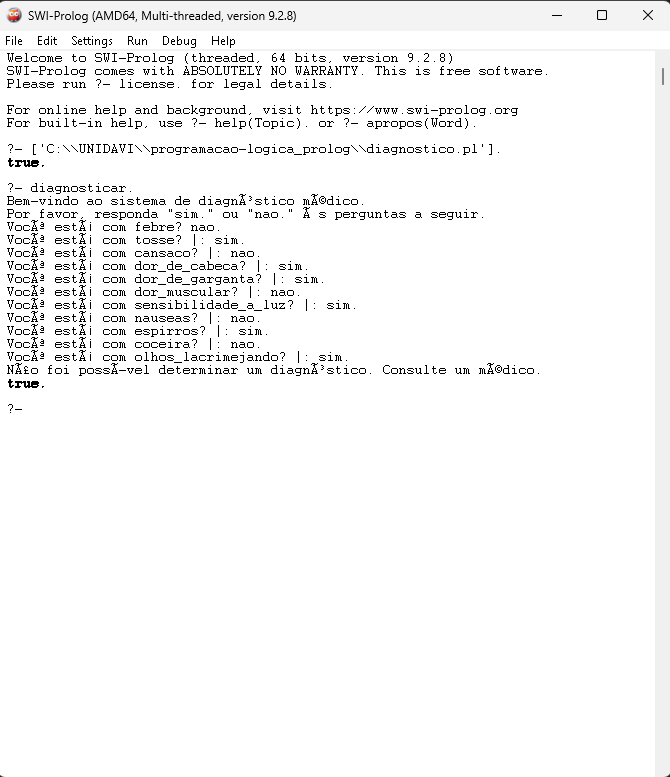 SWI-Prolog (AMD64, Multi-threaded, version 9.2.8)
File Edit Settings Run Debug Help
Welcome to SWI-Prolog (threaded, 64 bits, version 9.2.8)
SWI-Prolog comes with ABSOLUTELY NO WARRANTY. This is free software.
Please run ?- license. for legal details.
For online help and background, visit https://www.swi-prolog.org
For built-in help, use ?- help(Topic). or ?- apropos(Word).
?- ['C:\\UNIDAVI\\programacao-logica_prolog\\diagnostico.pl'].
true.
?- diagnosticar.
Bem-vindo ao sistema de diagnÃ³stico mÃ©dico.
Por favor, responda "sim." ou "nao." Ã s perguntas a seguir.
VocÃª estÃ¡ com febre? nao.
VocÃª estÃ¡ com tosse? |: sim.
VocÃª estÃ¡ com cansaco? |: nao.
VocÃª estÃ¡ com dor_de_cabeca? |: sim.
VocÃª estÃ¡ com dor_de_garganta? |: sim.
VocÃª estÃ¡ com dor_muscular? |: nao.
VocÃª estÃ¡ com sensibilidade_a_luz? |: sim.
VocÃª estÃ¡ com nauseas? |: nao.
VocÃª estÃ¡ com espirros? |: sim.
VocÃª estÃ¡ com coceira? |: nao.
VocÃª estÃ¡ com olhos_lacrimejando? |: sim.
NÃ£o foi possÃ­vel determinar um diagnÃ³stico. Consulte um mÃ©dico.
true.
?-